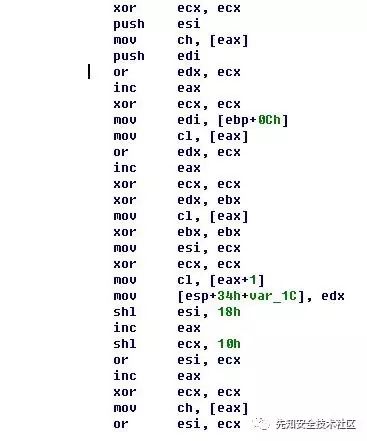 xor ecx, ecx
push esi
mov ch, [eax]
push edi
or edx, ecx
inc eax
xor ecx, ecx
mov edi, [ebp+0Ch]
mov cl, [eax]
or edx, ecx
inc eax
xor ecx, ecx
xor edx, ebx
mov cl, [eax]
xor ebx, ebx
mov esi, ecx
xor ecx, ecx
mov cl, [eax+1]
mov [esp+34h+var_1C], edx
shl esi, 18h
inc eax
shl ecx, 10h
or esi, ecx
inc eax
xor ecx, ecx
mov ch, [eax]
or esi, ecx
先知安全技术社区